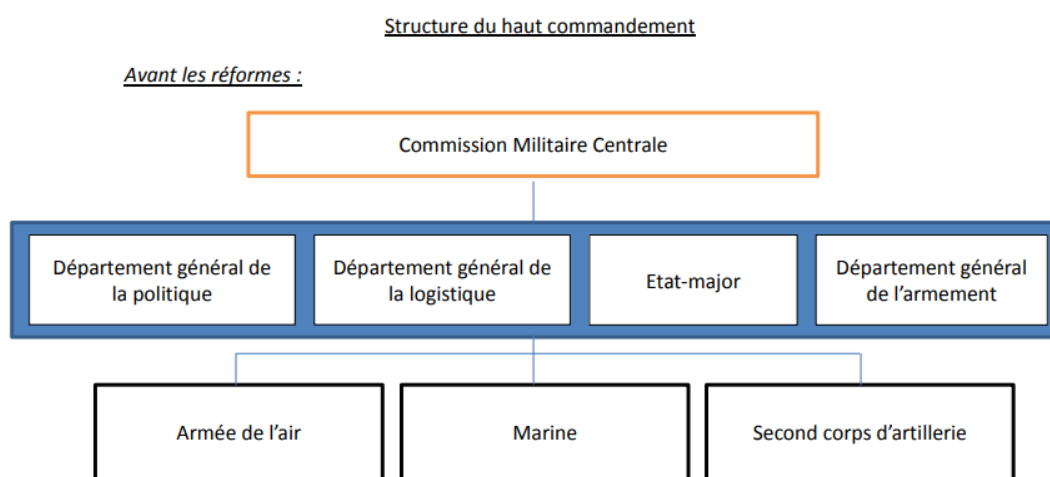 Structure du haut commandement
Avant les réformes :
Commission Militaire Centrale
Département général de
la politique
Département général de
la logistique
Etat-major
Département général
de l'armement
Armée de l'air
Marine
Second corps d'artillerie